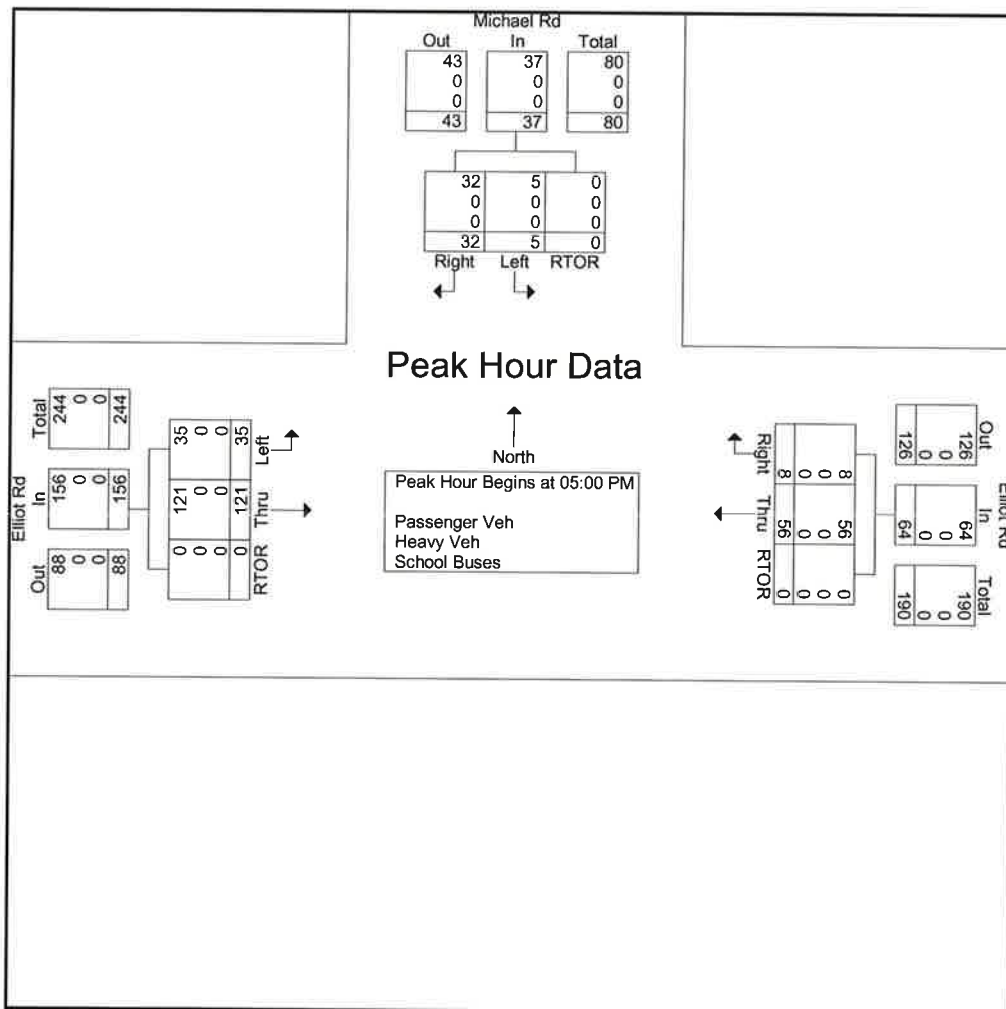 Michael Rd
Out In Total
43 37 80
0 0 0
0 0 0
43 37 80
32 5 0
0 0 0
0 0 0
32 5 0
Right Left RTOR
Peak Hour Data
North
Peak Hour Begins at 05:00 PM
Passenger Veh
Heavy Veh
School Buses
Elliot Rd
Out In Total
88 156 244
0 0 0
0 0 0
88 156 244
RTOR Thru Left
0 121 35
0 0 0
0 0 0
0 121 35
Elliot Rd
Out In Total
126 64 190
0 0 0
0 0 0
126 64 190
8 56 0
0 0 0
0 0 0
8 56 0
Right Thru RTOR